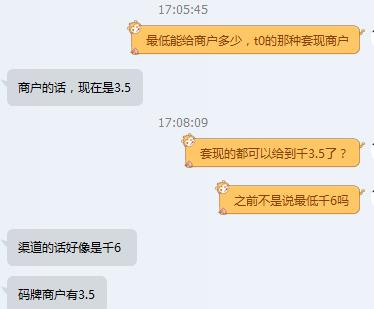 17:05:45
最低能给商户多少，t0的那种套现商户
商户的话，现在是3.5
17:08:09
套现的都可以给到千3.5了？
之前不是说最低千6吗
渠道的话好像是千6
码牌商户有3.5